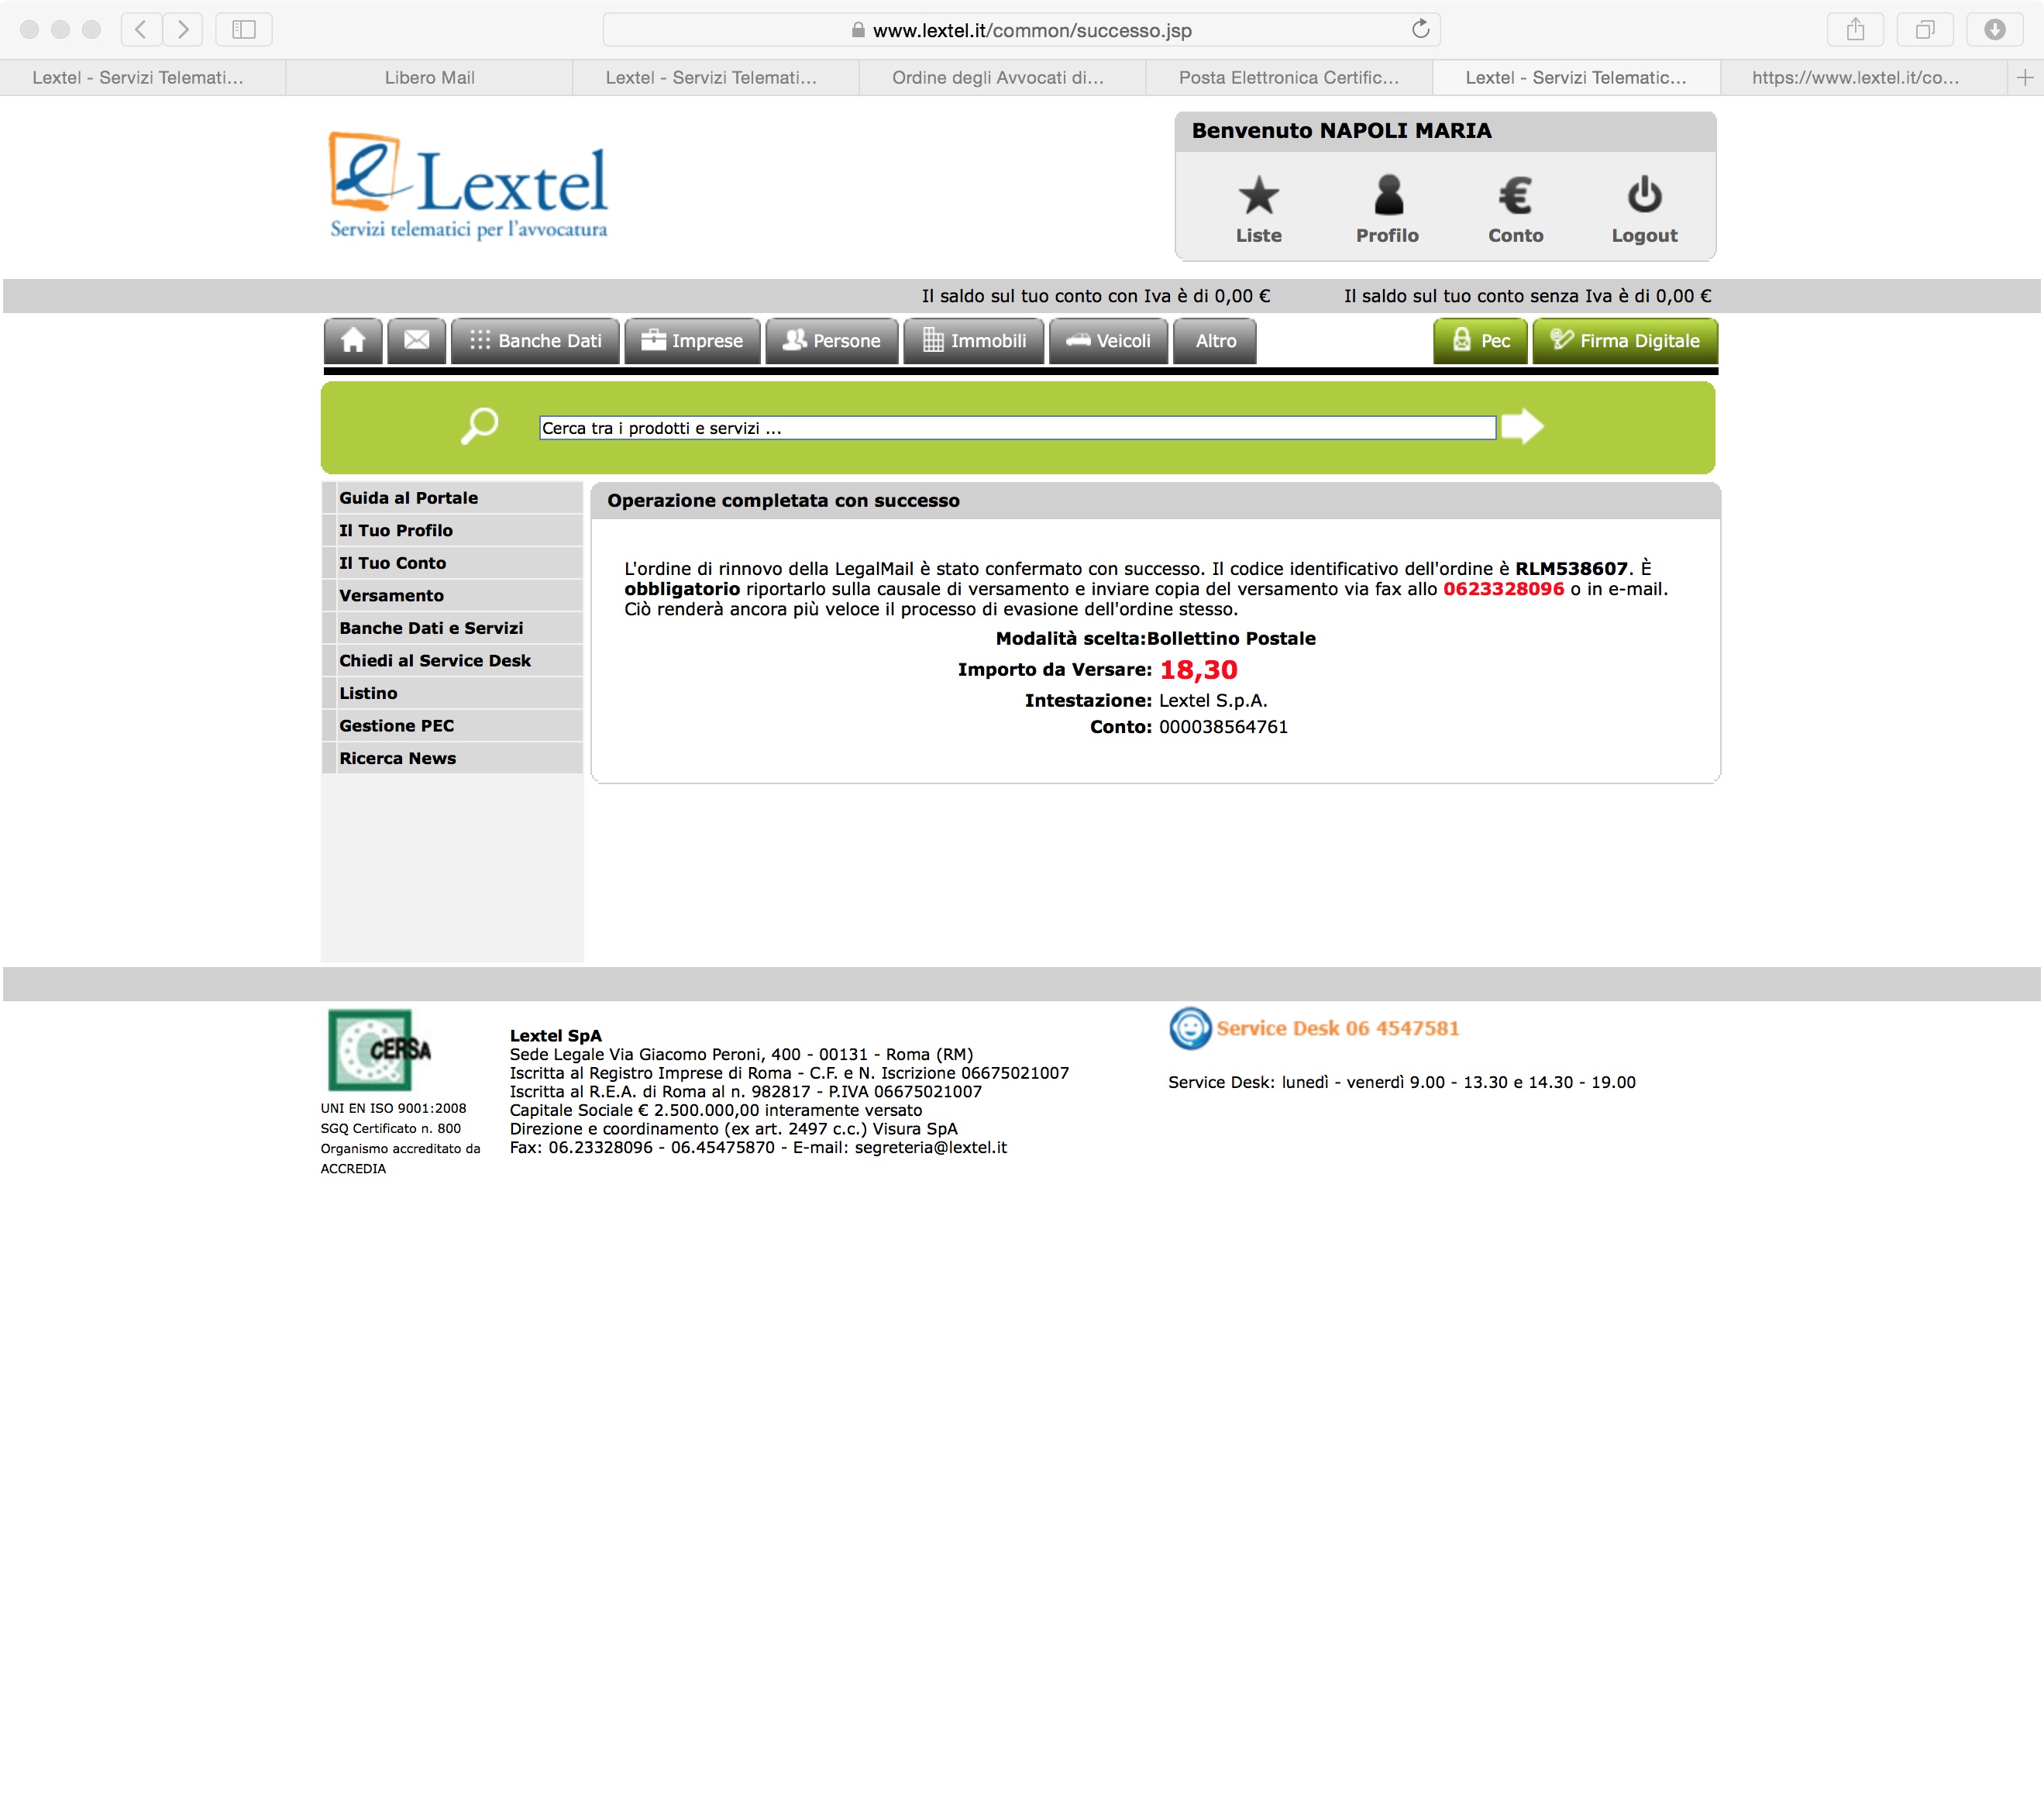 www.lextel.it/common/successo.jsp
Lextel - Servizi Telemati...
Libero Mail
Lextel - Servizi Telemati...
Ordine degli Avvocati di...
Posta Elettronica Certific...
Lextel - Servizi Telematic...
https://www.lextel.it/co...
Lextel
Servizi telematici per l'avvocatura
Benvenuto NAPOLI MARIA
Liste
Profilo
Conto
Logout
Il saldo sul tuo conto con Iva è di 0,00 €
Il saldo sul tuo conto senza Iva è di 0,00 €
Banche Dati
Imprese
Persone
Immobili
Veicoli
Altro
Pec
Firma Digitale
Cerca tra i prodotti e servizi ...
Guida al Portale
Il Tuo Profilo
Il Tuo Conto
Versamento
Banche Dati e Servizi
Chiedi al Service Desk
Listino
Gestione PEC
Ricerca News
Operazione completata con successo
L'ordine di rinnovo della LegalMail è stato confermato con successo. Il codice identificativo dell'ordine è RLM538607. È
obbligatorio riportarlo sulla causale di versamento e inviare copia del versamento via fax allo 0623328096 o in e-mail.
Ciò renderà ancora più veloce il processo di evasione dell'ordine stesso.
Modalità scelta:Bollettino Postale
Importo da Versare: 18,30
Intestazione: Lextel S.p.A.
Conto: 000038564761
CERSA
UNI EN ISO 9001:2008
SGQ Certificato n. 800
Organismo accreditato da
ACCREDIA
Lextel SpA
Sede Legale Via Giacomo Peroni, 400 - 00131 - Roma (RM)
Iscritta al Registro Imprese di Roma - C.F. e N. Iscrizione 06675021007
Iscritta al R.E.A. di Roma al n. 982817 - P.IVA 06675021007
Capitale Sociale € 2.500.000,00 interamente versato
Direzione e coordinamento (ex art. 2497 c.c.) Visura SpA
Fax: 06.23328096 - 06.45475870 - E-mail: segreteria@lextel.it
Service Desk 06 4547581
Service Desk: lunedì - venerdì 9.00 - 13.30 e 14.30 - 19.00